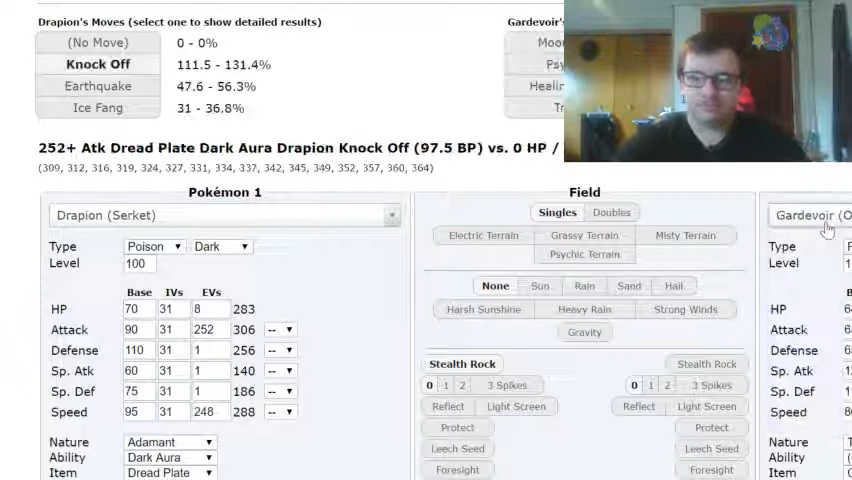 Drapion's Moves (select one to show detailed results)
Gardevoir's
(No Move) 0 - 0%
Knock Off 111.5 - 131.4%
Earthquake 47.6 - 56.3%
Ice Fang 31 - 36.8%
Moo
Psy
Healin
Tr
252+ Atk Dread Plate Dark Aura Drapion Knock Off (97.5 BP) vs. 0 HP /
(309, 312, 316, 319, 324, 327, 331, 334, 337, 342, 345, 349, 352, 357, 360, 364)
Pokémon 1
Drapion (Serket)
Type Poison Dark
Level 100
Base IVs EVs
HP 70 31 8 283
Attack 90 31 252 306 --
Defense 110 31 1 256 --
Sp. Atk 60 31 1 140 --
Sp. Def 75 31 1 186 --
Speed 95 31 248 288 --
Nature Adamant
Ability Dark Aura
Item Dread Plate
Field
Singles Doubles
Electric Terrain Grassy Terrain Misty Terrain
Psychic Terrain
None Sun Rain Sand Hail
Harsh Sunshine Heavy Rain Strong Winds
Gravity
Stealth Rock Stealth Rock
0 1 2 3 Spikes 0 1 2 3 Spikes
Reflect Light Screen Reflect Light Screen
Protect Protect
Leech Seed Leech Seed
Foresight Foresight
Gardevoir (O
Type
Level 1
HP
Attack
Defense
Sp. Atk
Sp. Def
Speed
Nature
Ability
Item